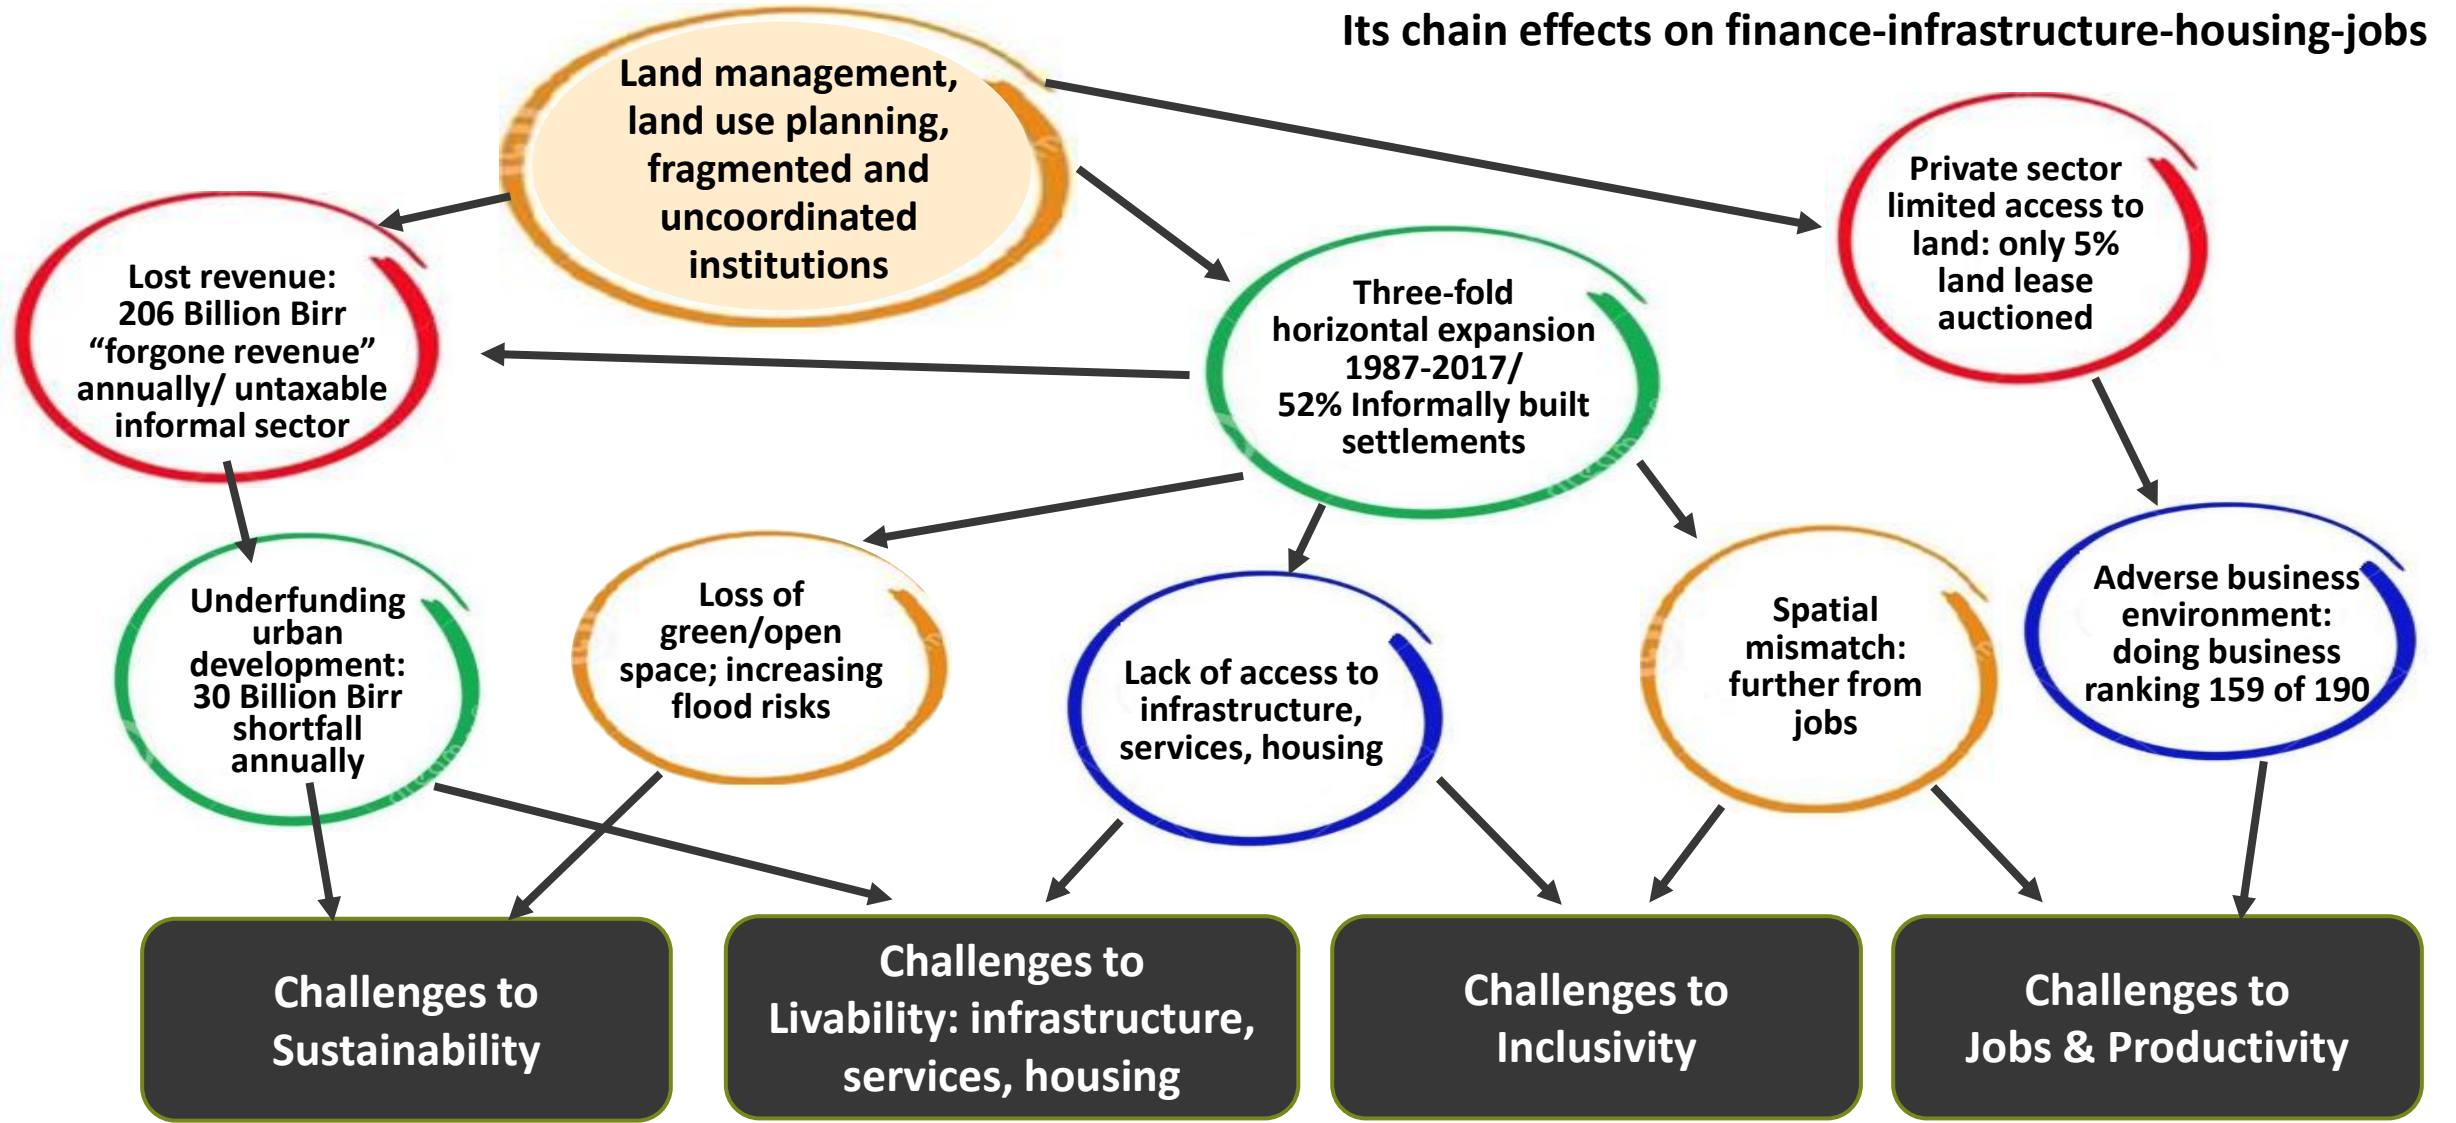 Its chain effects on finance-infrastructure-housing-jobs
Land management,
land use planning,
fragmented and
uncoordinated
institutions
Private sector
limited access to
land: only 5%
land lease
auctioned
Lost revenue:
206 Billion Birr
“forgone revenue”
annually/ untaxable
informal sector
Three-fold
horizontal expansion
1987-2017/
52% Informally built
settlements
Underfunding
urban
development:
30 Billion Birr
shortfall
annually
Loss of
green/open
space; increasing
flood risks
Lack of access to
infrastructure,
services, housing
Spatial
mismatch:
further from
jobs
Adverse business
environment:
doing business
ranking 159 of 190
Challenges to
Sustainability
Challenges to
Livability: infrastructure,
services, housing
Challenges to
Inclusivity
Challenges to
Jobs & Productivity